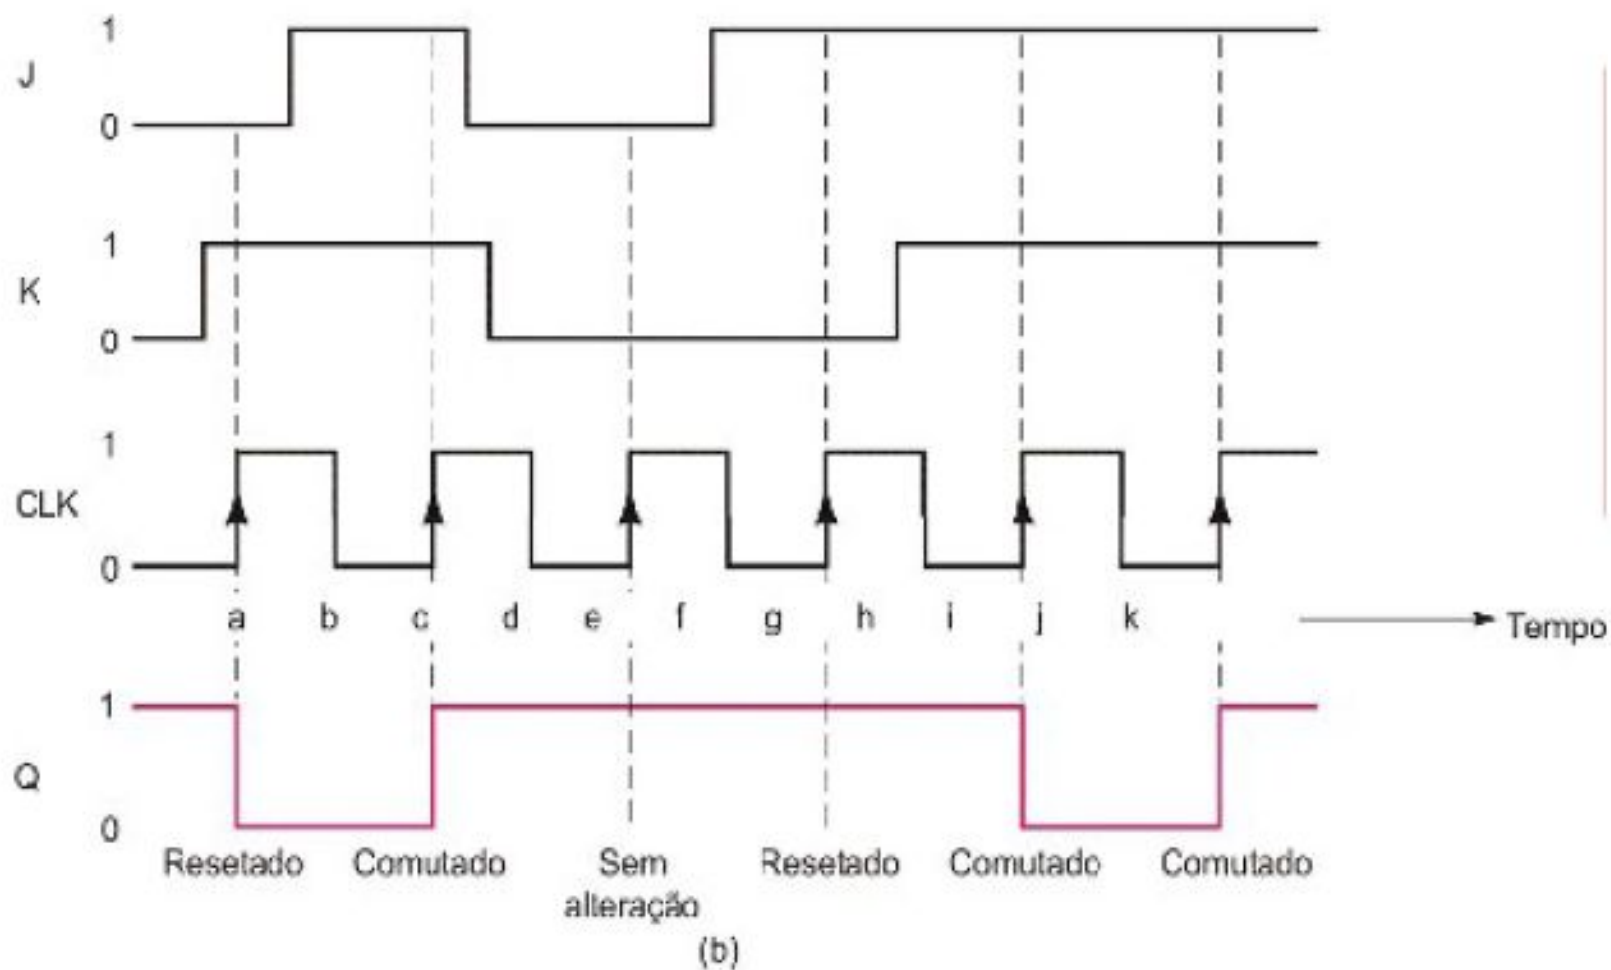 1
J
0
1
K
0
1
CLK
0
a b c d e f g h i j k
Tempo
1
Q
0
Resetado Comutado Sem alteração Resetado Comutado Comutado
(b)